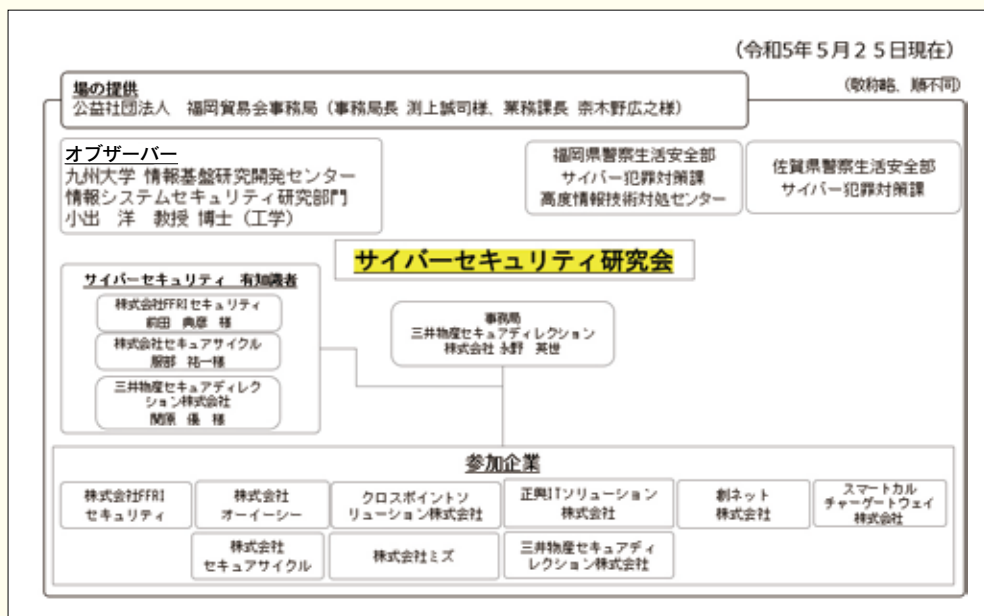 （令和5年５月２５日現在）
（敬称略、順不同）
場の提供
公益社団法人　福岡貿易会事務局（事務局長 渕上誠司様、業務課長 奈木野広之様）
オブザーバー
九州大学 情報基盤研究開発センター
情報システムセキュリティ研究部門
小出　洋　教授 博士（工学）
福岡県警察生活安全部
サイバー犯罪対策課
高度情報技術対処センター
佐賀県警察生活安全部
サイバー犯罪対策課
サイバーセキュリティ研究会
サイバーセキュリティ　有知識者
株式会社FFRIセキュリティ
前田　典彦　様
株式会社セキュアサイクル
服部　祐一様
三井物産セキュアディレク
ション株式会社
関原　優　様
事務局
三井物産セキュアディレクション
株式会社 永野　英世
参加企業
株式会社FFRI
セキュリティ
株式会社
オーイーシー
クロスポイントソ
リューション株式会社
正興ITソリューション
株式会社
創ネット
株式会社
スマートカル
チャーゲートウェイ
株式会社
株式会社
セキュアサイクル
株式会社ミズ
三井物産セキュアディ
レクション株式会社